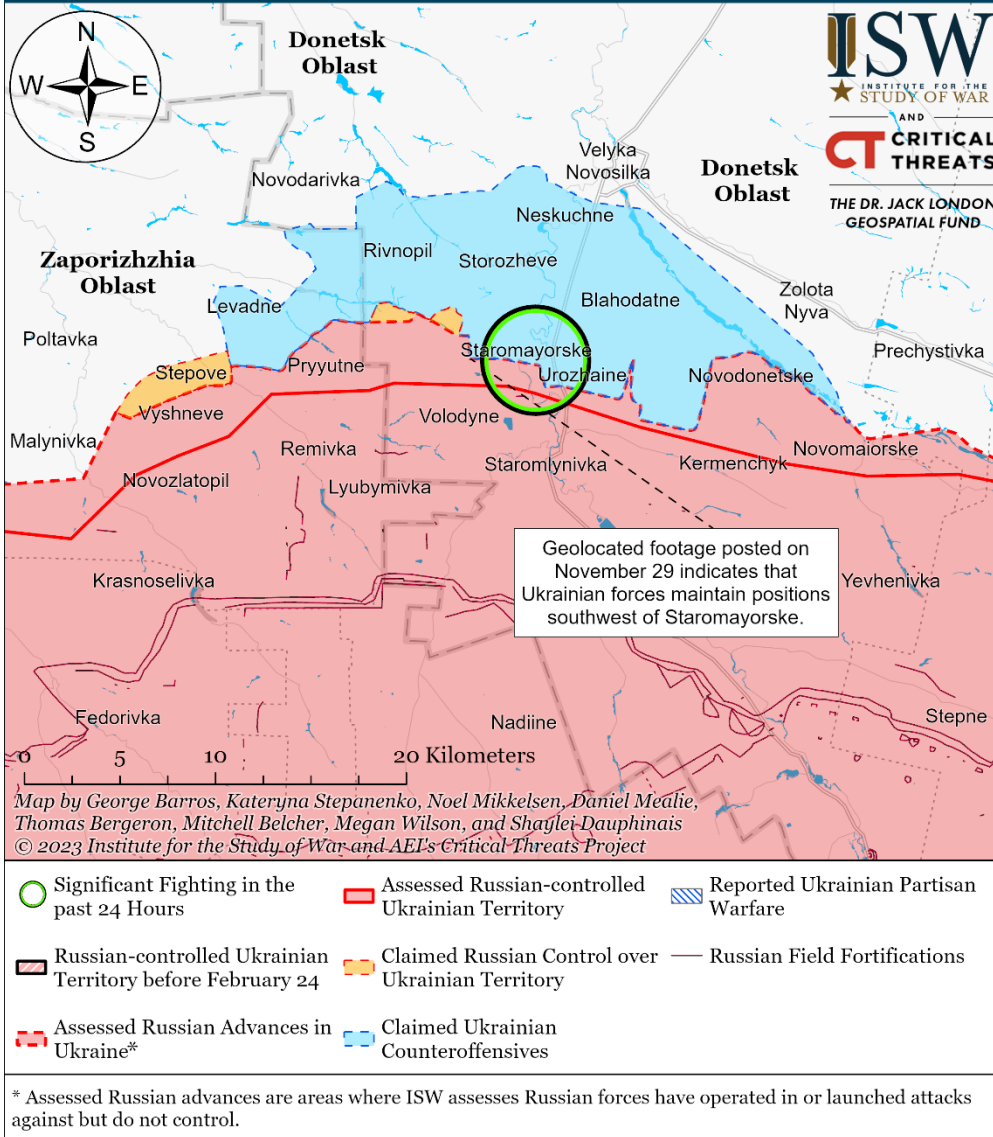 N
W E
S
Donetsk
Oblast
ISW
INSTITUTE FOR THE
STUDY OF WAR
AND
CT CRITICAL
THREATS
THE DR. JACK LONDON
GEOSPATIAL FUND
Velyka
Novosilka
Donetsk
Oblast
Novodarivka
Neskuchne
Rivnopil
Storozheve
Zaporizhzhia
Oblast
Levadne
Blahodatne
Zolota
Nyva
Poltavka
Prechystivka
Staromayorske
Stepove
Pryyutne
Urozhaine
Novodonetske
Vyshneve
Volodyne
Malynivka
Remivka
Novomaiorske
Staromlynivka
Kermenchyk
Novozlatopil
Lyubymivka
Geolocated footage posted on
November 29 indicates that
Ukrainian forces maintain positions
southwest of Staromayorske.
Krasnoselivka
Yevhenivka
Fedorivka
Nadiine
Stepne
0 5 10 20 Kilometers
Map by George Barros, Kateryna Stepanenko, Noel Mikkelsen, Daniel Mealie,
Thomas Bergeron, Mitchell Belcher, Megan Wilson, and Shaylei Dauphinais
© 2023 Institute for the Study of War and AEI's Critical Threats Project
Significant Fighting in the
past 24 Hours
Assessed Russian-controlled
Ukrainian Territory
Reported Ukrainian Partisan
Warfare
Russian-controlled Ukrainian
Territory before February 24
Claimed Russian Control over
Ukrainian Territory
Russian Field Fortifications
Assessed Russian Advances in
Ukraine*
Claimed Ukrainian
Counteroffensives
* Assessed Russian advances are areas where ISW assesses Russian forces have operated in or launched attacks
against but do not control.